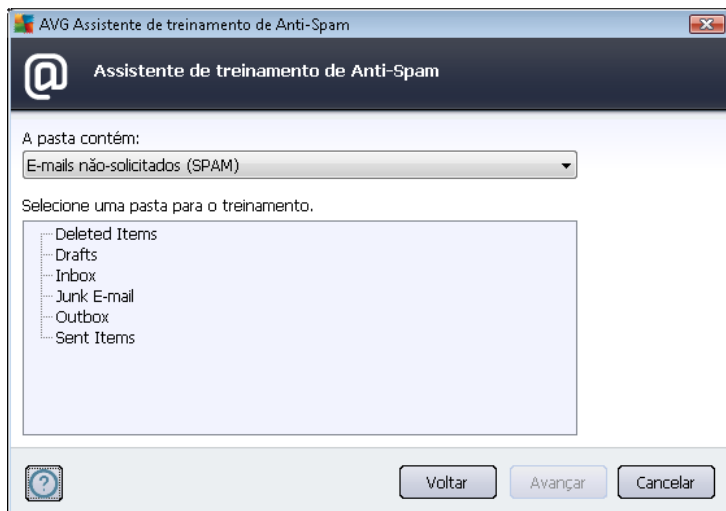 AVG Assistente de treinamento de Anti-Spam
Assistente de treinamento de Anti-Spam
A pasta contém:
E-mails năo-solicitados (SPAM)
Selecione uma pasta para o treinamento.
Deleted Items
Drafts
Inbox
Junk E-mail
Outbox
Sent Items
Voltar Avançar Cancelar